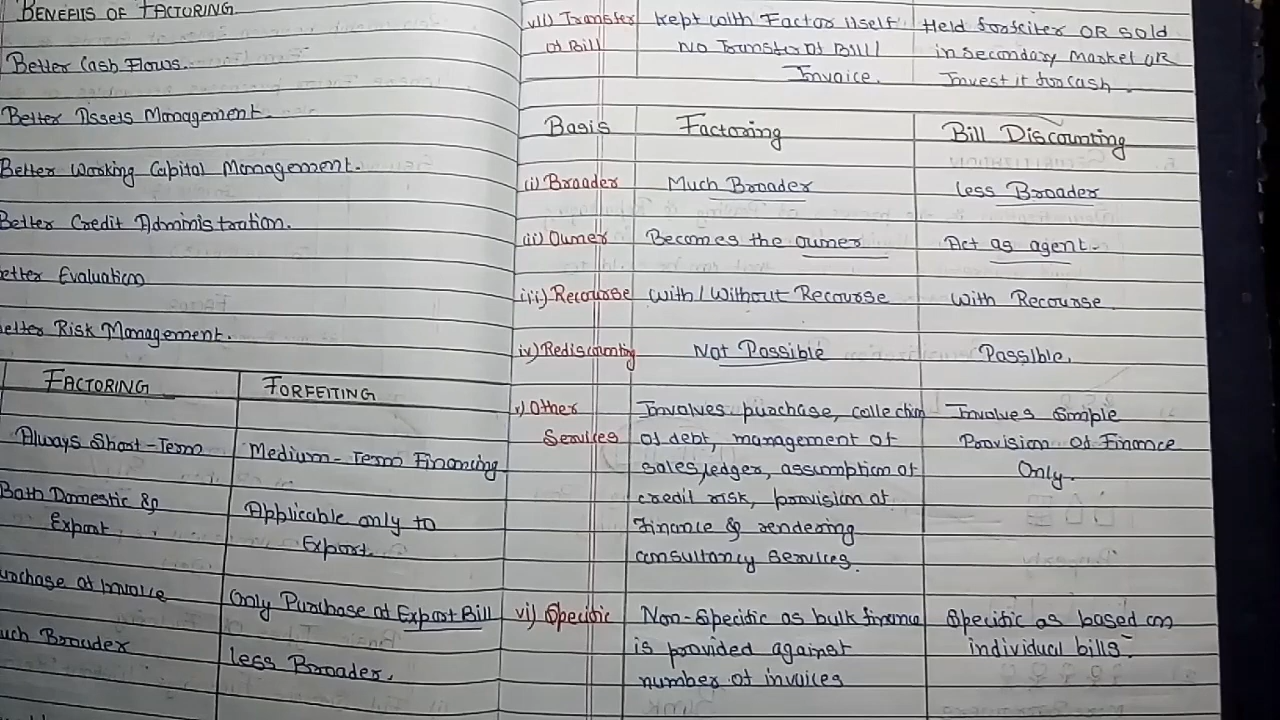 BENEFITS OF FACTORING
Better Cash Flows.
Better Assets Management.
Better Working Capital Management.
Better Credit Administration.
etter Evaluation
etter Risk Management.
FACTORING | FORFEITING
Always Short-Term | Medium-Term Financing
Both Domestic & | Applicable only to
Export. | Export.
urchase of Invoice | Only Purchase of Export Bill
uch Broader | less Broader.
vii) Transfer | Kept with Factor itself | Held forfeiter OR sold
of Bill | No Transfer of Bill/ | in secondary market OR
Invoice. | Invest it for cash.
Basis | Factoring | Bill Discounting
(i) Broader | Much Broader | less Broader
(ii) Owner | Becomes the owner | Act as agent.
iii) Recourse | With/Without Recourse | With Recourse
iv) Rediscounting | Not Possible | Possible.
v) Other | Involves purchase, collection | Involves simple
Services | of debt, management of | Provision of Finance
sales ledger, assumption of | Only.
credit risk, provision of
finance & rendering
consultancy services.
vi) Specific | Non-Specific as bulk finance | Specific as based on
is provided against | individual bills.
number of invoices